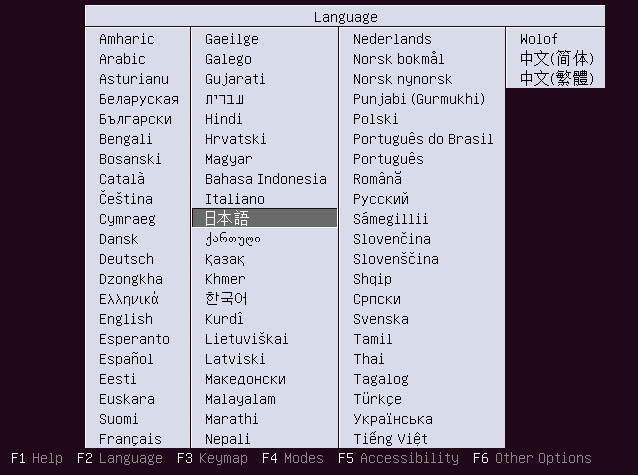 Language
Amharic
Arabic
Asturianu
Беларуская
Български
Bengali
Bosanski
Català
Čeština
Cymraeg
Dansk
Deutsch
Dzongkha
Ελληνικά
English
Esperanto
Español
Eesti
Euskara
Suomi
Français
Gaeilge
Galego
Gujarati
עברית
Hindi
Hrvatski
Magyar
Bahasa Indonesia
Italiano
日本語
ქართული
Қазақ
Khmer
한국어
Kurdî
Lietuviškai
Latviski
Македонски
Malayalam
Marathi
Nepali
Nederlands
Norsk bokmål
Norsk nynorsk
Punjabi (Gurmukhi)
Polski
Português do Brasil
Português
Română
Русский
Sámegillii
Slovenčina
Slovenščina
Shqip
Српски
Svenska
Tamil
Thai
Tagalog
Türkçe
Українська
Tiếng Việt
Wolof
中文(简体)
中文(繁體)
F1 Help F2 Language F3 Keymap F4 Modes F5 Accessibility F6 Other Options